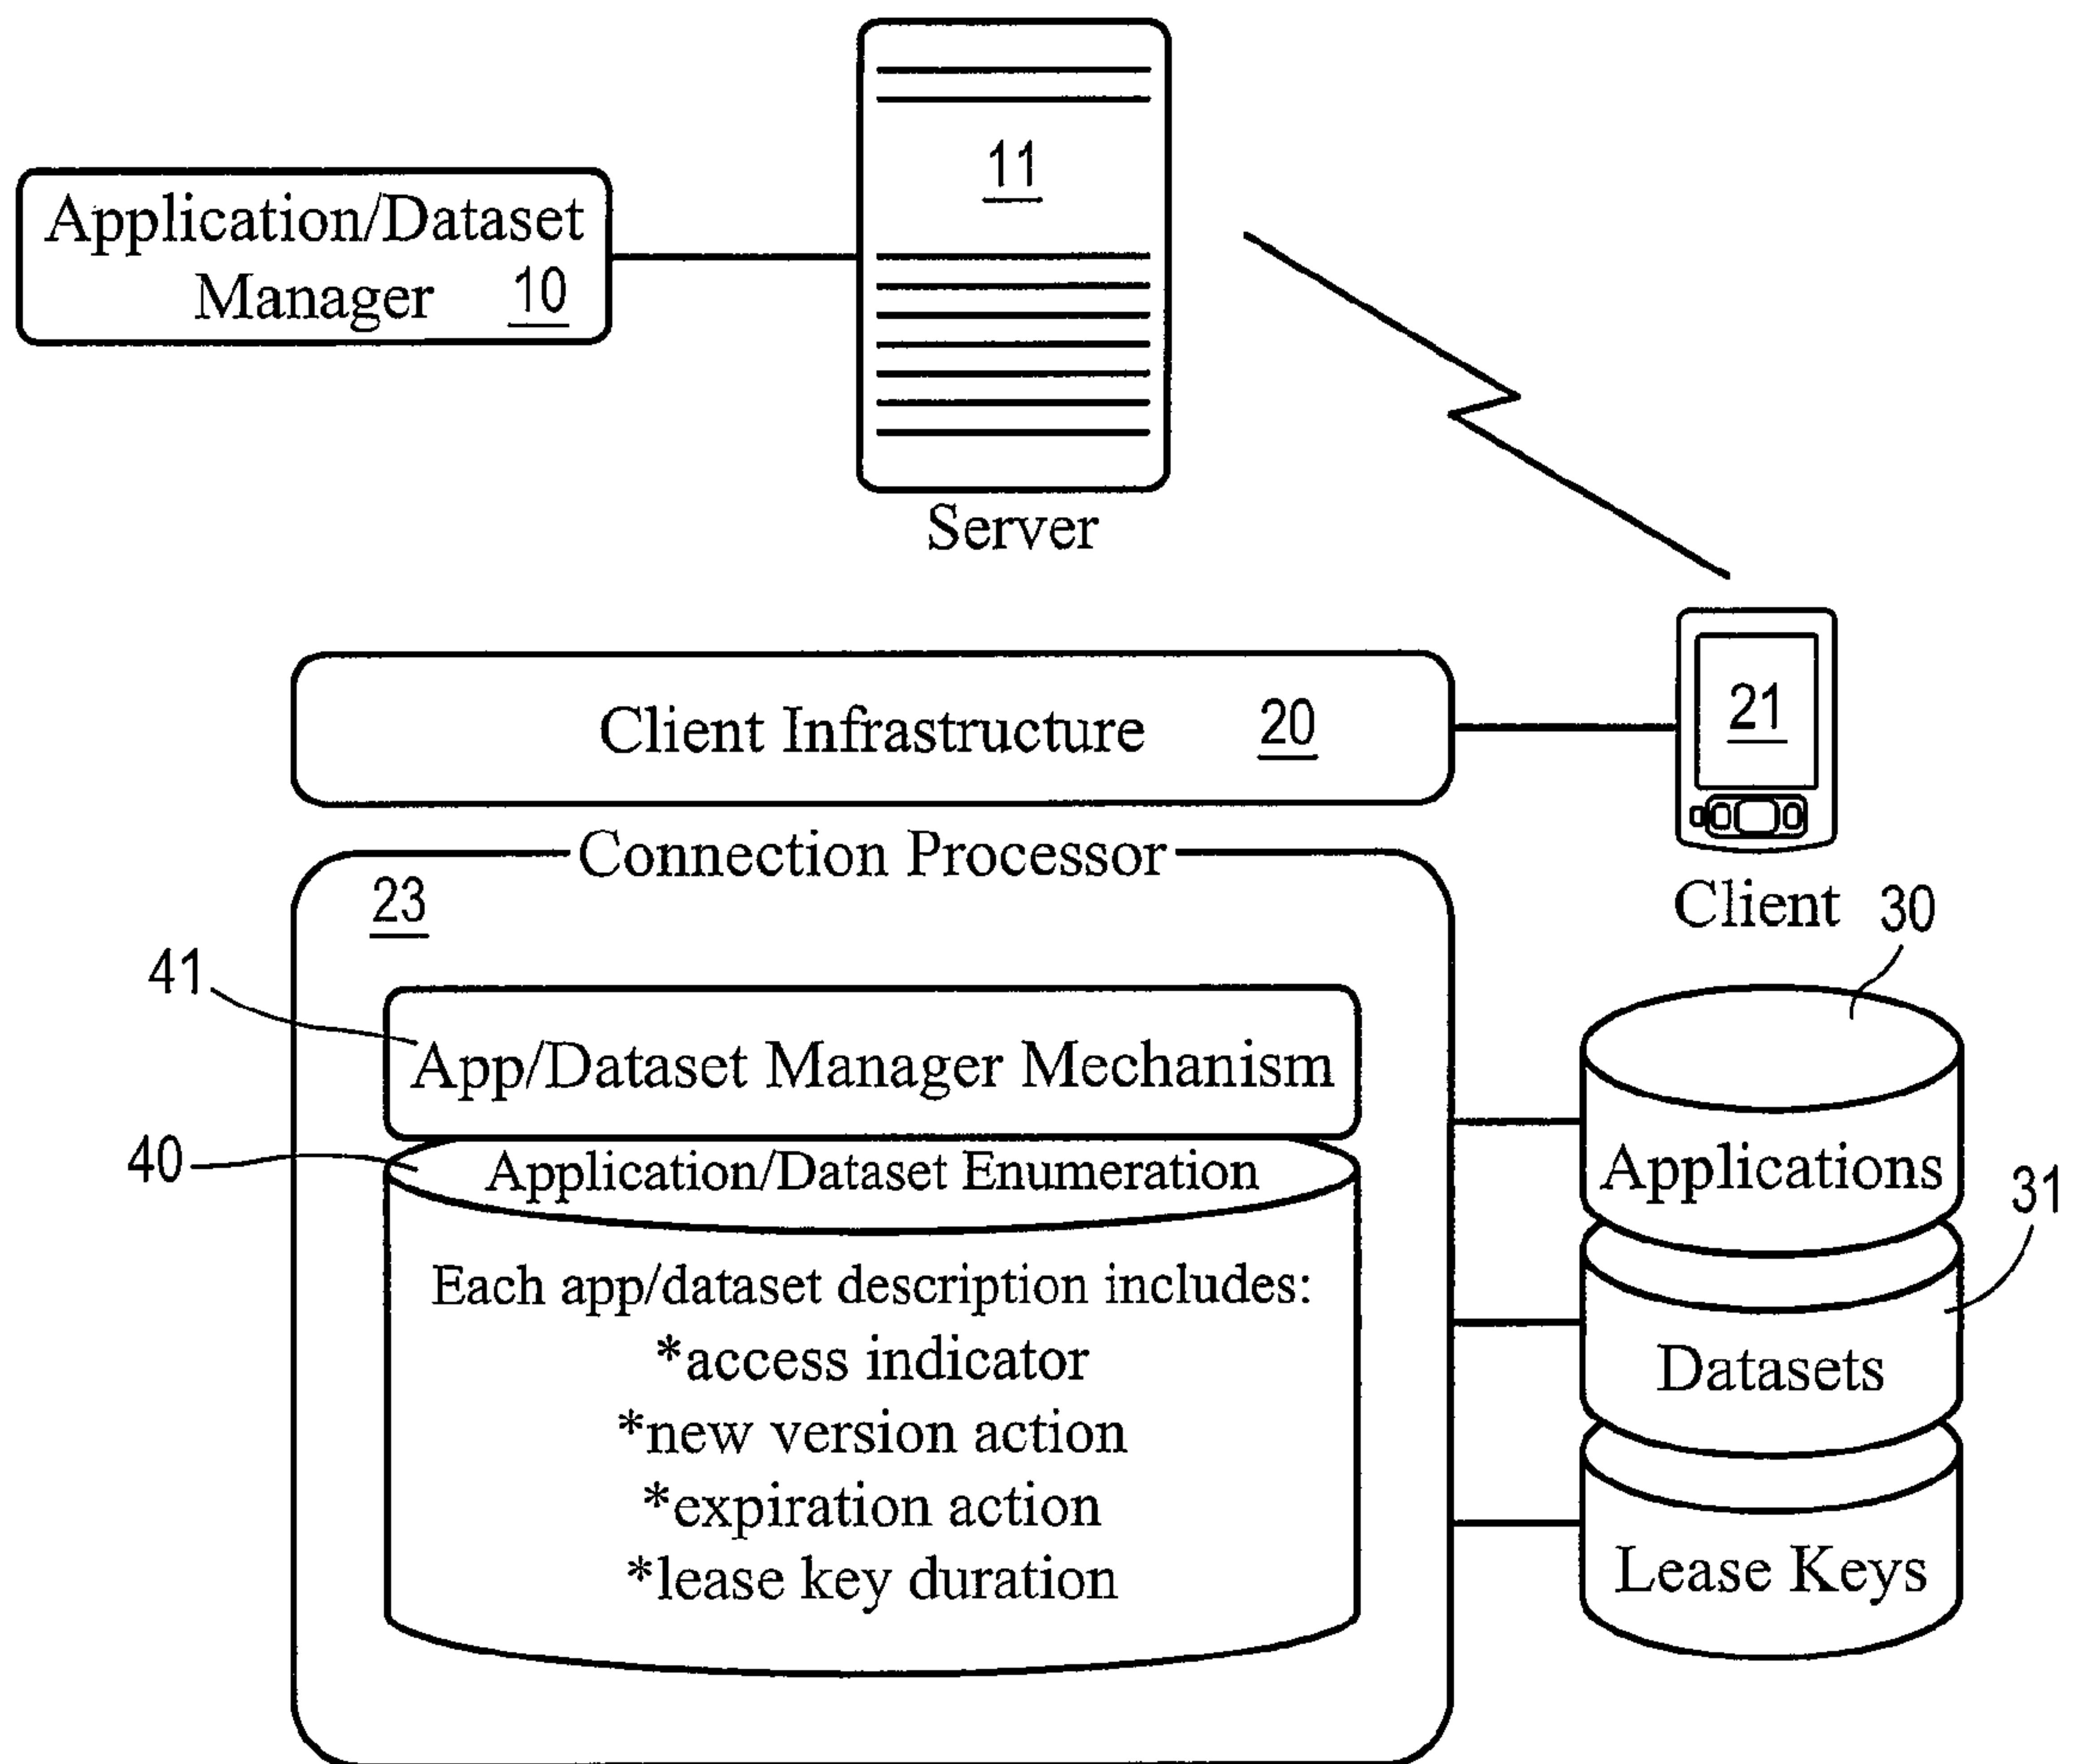 11
Application/Dataset
Manager 10
Server
Client Infrastructure 20
21
Connection Processor
23
Client 30
41
App/Dataset Manager Mechanism
40
Application/Dataset Enumeration
Applications
31
Each app/dataset description includes:
*access indicator
Datasets
*new version action
*expiration action
*lease key duration
Lease Keys